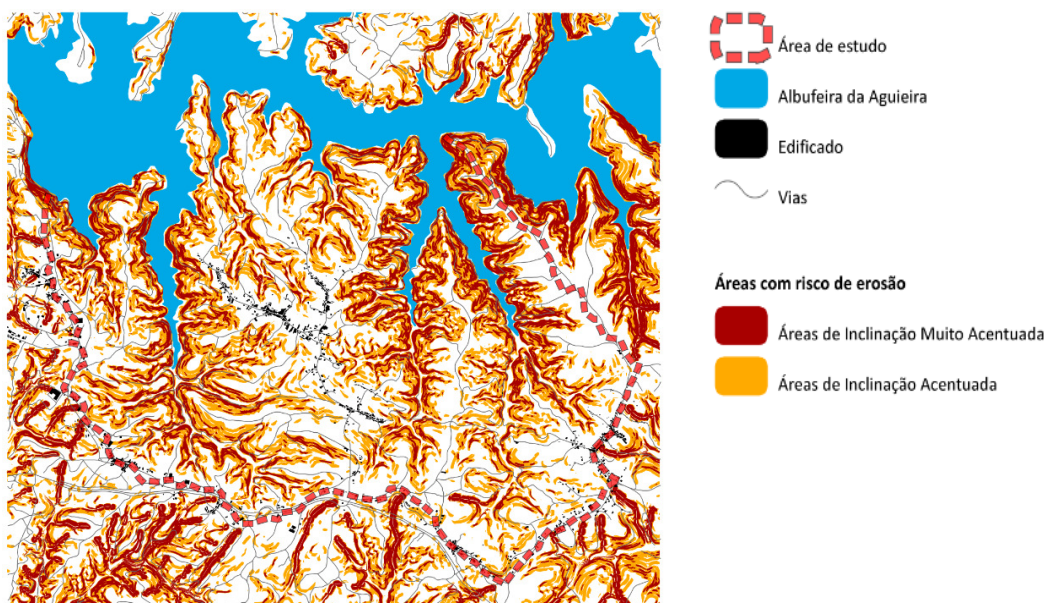 Área de estudo
Albufeira da Aguieira
Edificado
Vias
Áreas com risco de erosão
Áreas de Inclinação Muito Acentuada
Áreas de Inclinação Acentuada